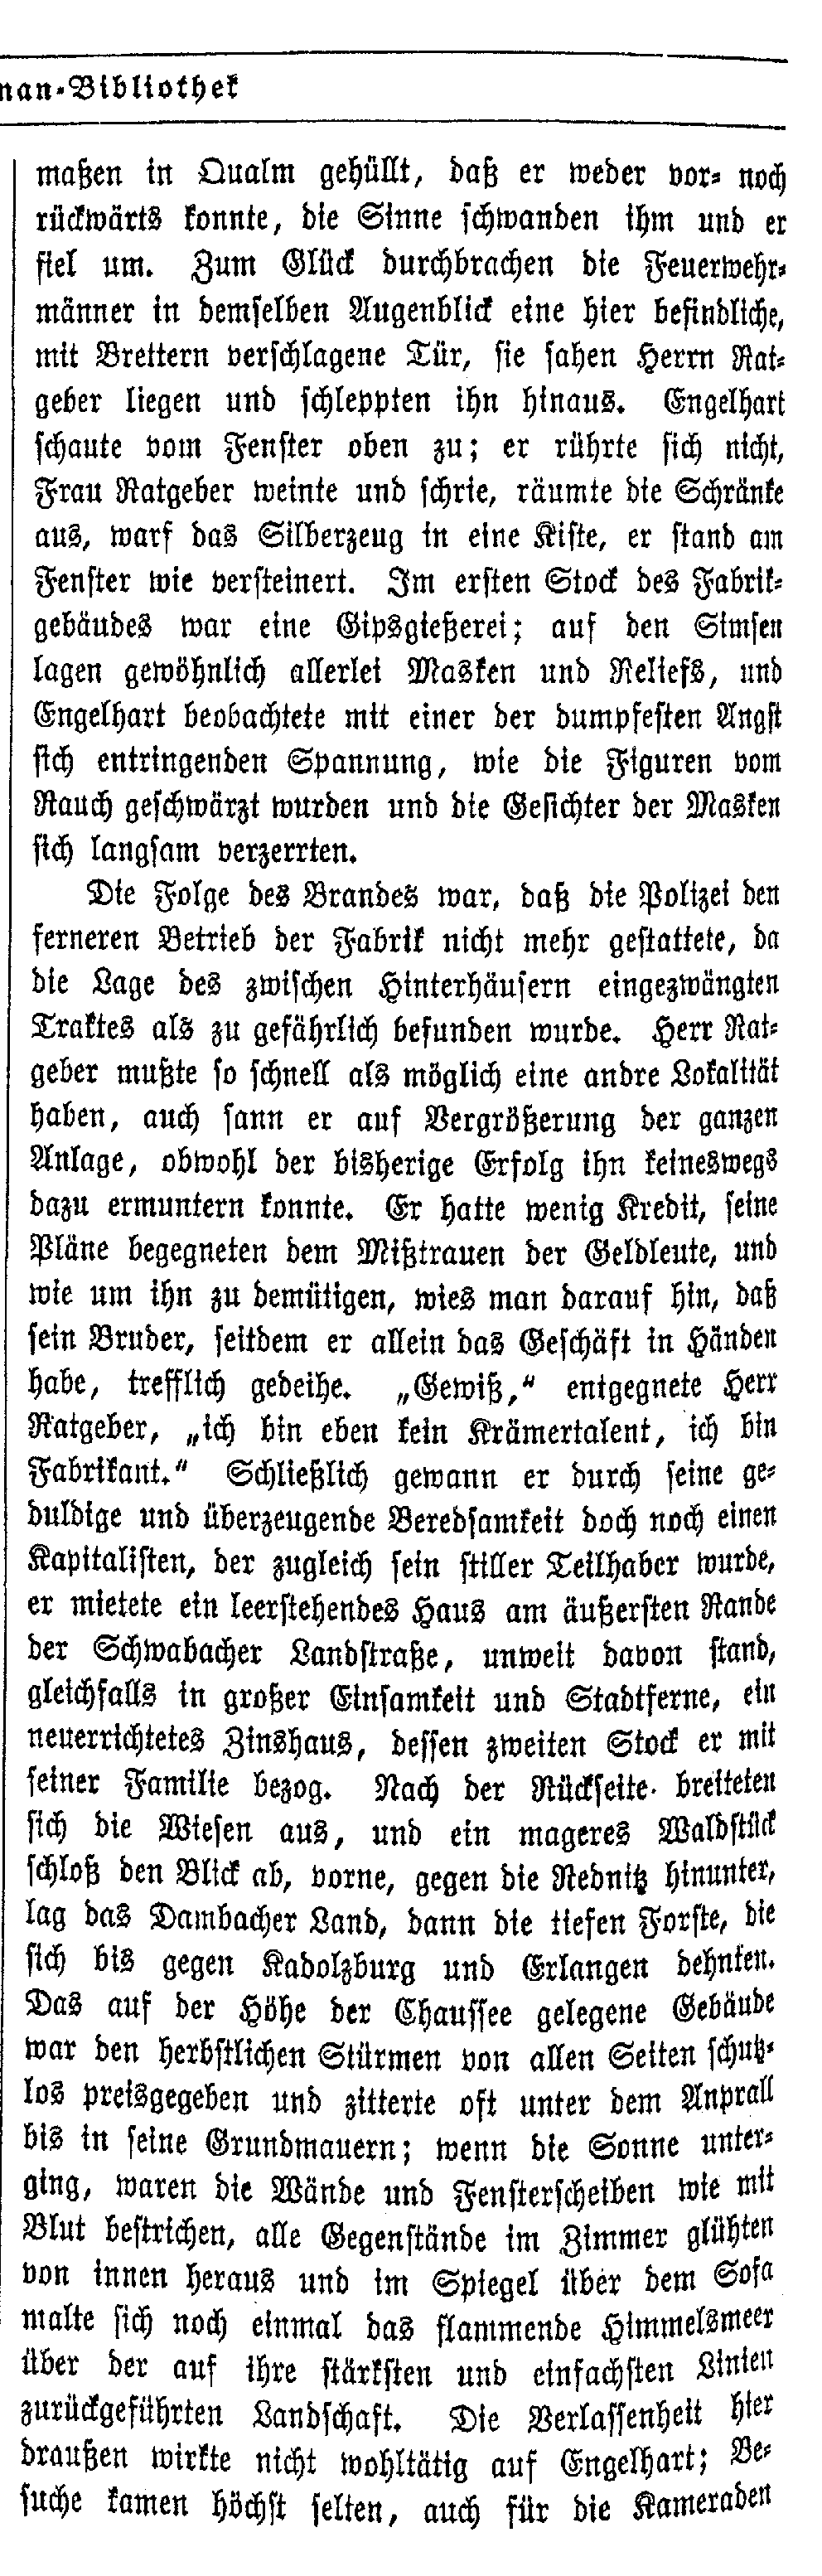 man-Bibliothek
maßen in Qualm gehüllt, daß er weder vor- noch
rückwärts konnte, die Sinne schwanden ihm und er
fiel um. Zum Glück durchbrachen die Feuerwehr-
männer in demselben Augenblick eine hier befindliche,
mit Brettern verschlagene Tür, sie sahen Herrn Rat-
geber liegen und schleppten ihn hinaus. Engelhart
schaute vom Fenster oben zu; er rührte sich nicht,
Frau Ratgeber weinte und schrie, räumte die Schränke
aus, warf das Silberzeug in eine Kiste, er stand am
Fenster wie versteinert. Im ersten Stock des Fabrik-
gebäudes war eine Gipsgießerei; auf den Simsen
lagen gewöhnlich allerlei Masken und Reliefs, und
Engelhart beobachtete mit einer der dumpfesten Angst
sich entringenden Spannung, wie die Figuren vom
Rauch geschwärzt wurden und die Gesichter der Masken
sich langsam verzerrten.
Die Folge des Brandes war, daß die Polizei den
ferneren Betrieb der Fabrik nicht mehr gestattete, da
die Lage des zwischen Hinterhäusern eingezwängten
Traktes als zu gefährlich befunden wurde. Herr Rat-
geber mußte so schnell als möglich eine andre Lokalität
haben, auch sann er auf Vergrößerung der ganzen
Anlage, obwohl der bisherige Erfolg ihn keineswegs
dazu ermuntern konnte. Er hatte wenig Kredit, seine
Pläne begegneten dem Mißtrauen der Geldleute, und
wie um ihn zu demütigen, wies man darauf hin, daß
sein Bruder, seitdem er allein das Geschäft in Händen
habe, trefflich gedeihe. „Gewiß,“ entgegnete Herr
Ratgeber, „ich bin eben kein Krämertalent, ich bin
Fabrikant.“ Schließlich gewann er durch seine ge-
duldige und überzeugende Beredsamkeit doch noch einen
Kapitalisten, der zugleich sein stiller Teilhaber wurde,
er mietete ein leerstehendes Haus am äußersten Rande
der Schwabacher Landstraße, unweit davon stand,
gleichfalls in großer Einsamkeit und Stadtferne, ein
neuerrichtetes Zinshaus, dessen zweiten Stock er mit
seiner Familie bezog. Nach der Rückseite breiteten
sich die Wiesen aus, und ein mageres Waldstück
schloß den Blick ab, vorne, gegen die Rednitz hinunter,
lag das Dambacher Land, dann die tiefen Forste, die
sich bis gegen Kadolzburg und Erlangen dehnten.
Das auf der Höhe der Chaussee gelegene Gebäude
war den herbstlichen Stürmen von allen Seiten schutz-
los preisgegeben und zitterte oft unter dem Anprall
bis in seine Grundmauern; wenn die Sonne unter-
ging, waren die Wände und Fensterscheiben wie mit
Blut bestrichen, alle Gegenstände im Zimmer glühten
von innen heraus und im Spiegel über dem Sofa
malte sich noch einmal das flammende Himmelsmeer
über der auf ihre stärksten und einfachsten Linien
zurückgeführten Landschaft. Die Verlassenheit hier
draußen wirkte nicht wohltätig auf Engelhart; Be-
suche kamen höchst selten, auch für die Kameraden